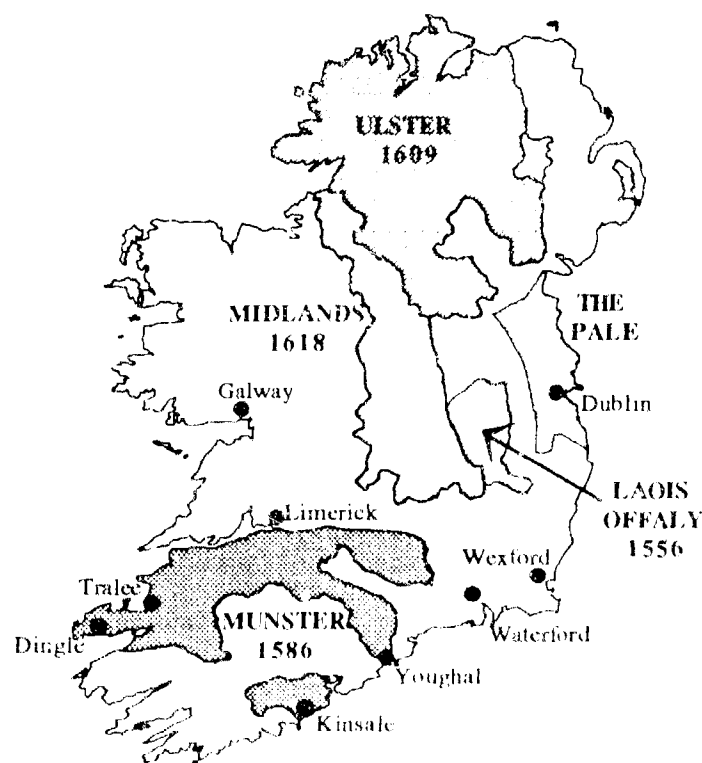 ULSTER
1609
THE
PALE
MIDLANDS
1618
Galway
Dublin
LAOIS
OFFALY
1556
Limerick
Wexford
Tralee
MUNSTER
1586
Dingle
Waterford
Youghal
Kinsale